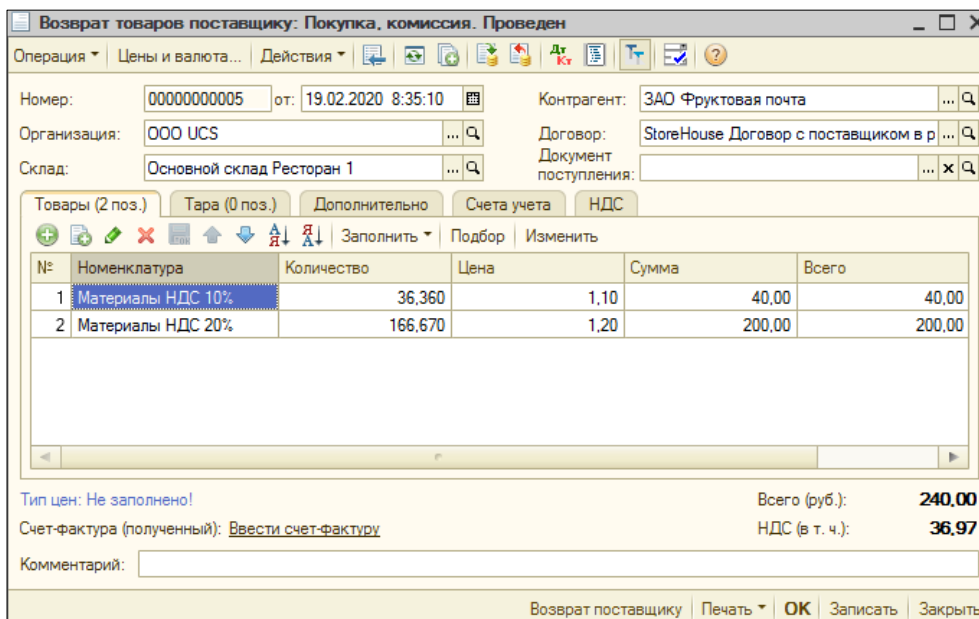 Возврат товаров поставщику: Покупка, комиссия. Проведен
Операция Цены и валюта... Действия
Номер: 00000000005 от: 19.02.2020 8:35:10 Контрагент: ЗАО Фруктовая почта
Организация: ООО UCS Договор: StoreHouse Договор с поставщиком в р
Склад: Основной склад Ресторан 1 Документ поступления:
Товары (2 поз.) Тара (0 поз.) Дополнительно Счета учета НДС
Заполнить Подбор Изменить
№ Номенклатура Количество Цена Сумма Всего
1 Материалы НДС 10% 36,360 1,10 40,00 40,00
2 Материалы НДС 20% 166,670 1,20 200,00 200,00
Тип цен: Не заполнено! Всего (руб.): 240,00
Счет-фактура (полученный): Ввести счет-фактуру НДС (в т. ч.): 36,97
Комментарий:
Возврат поставщику Печать OK Записать Закрыть